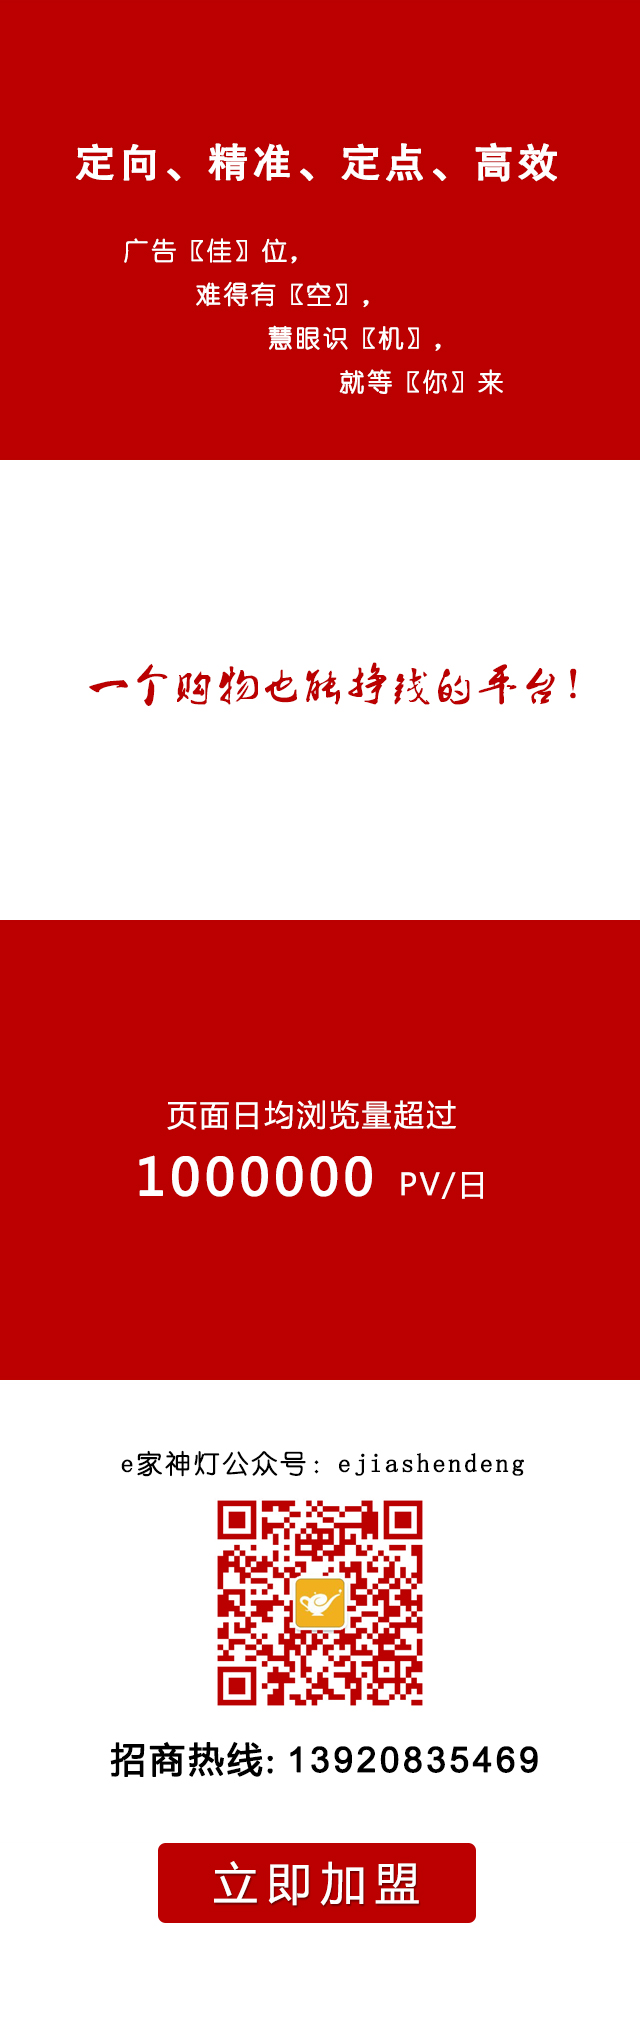 定向、精准、定点、高效
广告〖佳〗位，
难得有〖空〗，
慧眼识〖机〗，
就等〖你〗来
一个购物也能挣钱的平台！
页面日均浏览量超过
1000000 PV/日
e家神灯公众号：ejiashendeng
招商热线: 13920835469
立即加盟